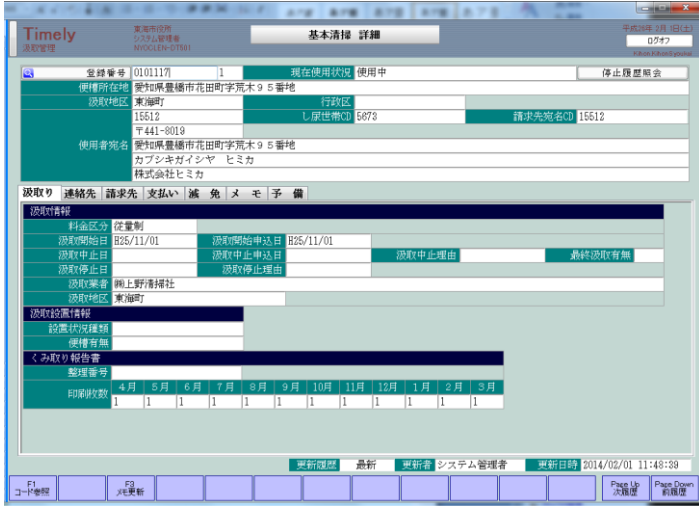 Timely
汲取管理
東海市役所
システム管理者
NVOCLEN-DT501
基本清掃 詳細
ログオフ
登録番号 0101117 1 現在使用状況 使用中 停止履歴照会
便槽所在地 愛知県豊橋市花田町字荒木95番地
汲取地区 東海町 行政区
15512 し尿世帯CD 5673 請求先宛名CD 15512
〒441-8019
使用者宛名 愛知県豊橋市花田町字荒木95番地
カブシキガイシヤ ヒミカ
株式会社ヒミカ
汲取り 連絡先 請求先 支払い 減 免 メ モ 予 備
汲取情報
料金区分 従量制
汲取開始日 H25/11/01 汲取開始申込日 H25/11/01
汲取中止日 汲取中止申込日 汲取中止理由 最終汲取有無
汲取停止日 汲取停止理由
汲取業者 ㈱上野清掃社
汲取地区 東海町
汲取設置情報
設置状況種類
便槽有無
くみ取り報告書
整理番号
4月 5月 6月 7月 8月 9月 10月 11月 12月 1月 2月 3月
印刷枚数 1 1 1 1 1 1 1 1 1 1 1 1
更新履歴 最新 更新者 システム管理者 更新日時 2014/02/01 11:48:39
F1 F3 Page Up Page Down
コード参照 メモ更新 次履歴 前履歴